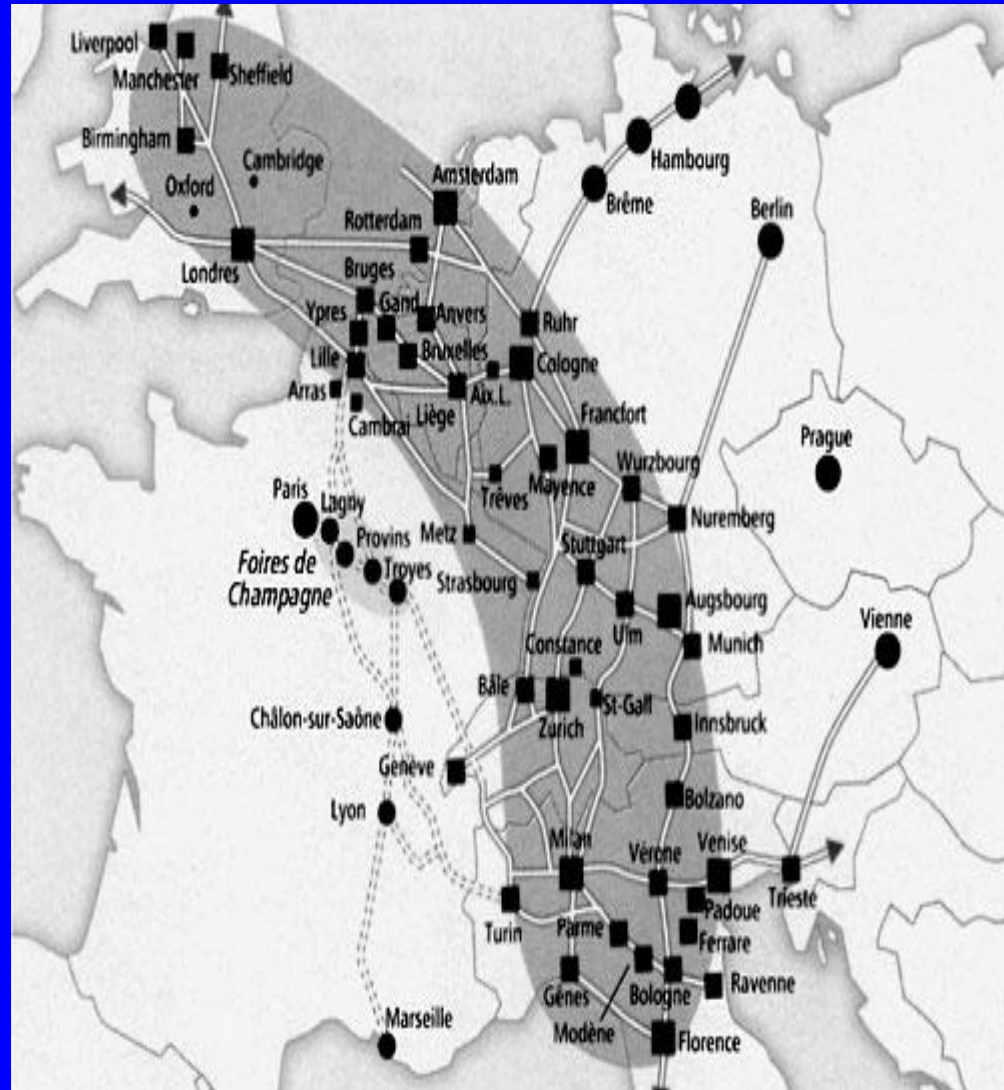 Liverpool
Manchester
Sheffield
Birmingham
Cambridge
Oxford
Hambourg
Brême
Amsterdam
Berlin
Rotterdam
Londres
Bruges
Ypres
Gand
Anvers
Ruhr
Lille
Bruxelles
Cologne
Arras
Liège
Aix.L.
Cambrai
Francfort
Prague
Wurzbourg
Trèves
Mayence
Paris
Lagny
Nuremberg
Provins
Metz
Stuttgart
Foires de
Champagne
Troyes
Strasbourg
Augsbourg
Vienne
Ulm
Munich
Constance
Bâle
St-Gall
Châlon-sur-Saône
Zurich
Innsbruck
Genève
Bolzano
Lyon
Milan
Vérone
Venise
Trieste
Padoue
Turin
Parme
Ferrare
Ravenne
Gênes
Bologne
Modène
Marseille
Florence